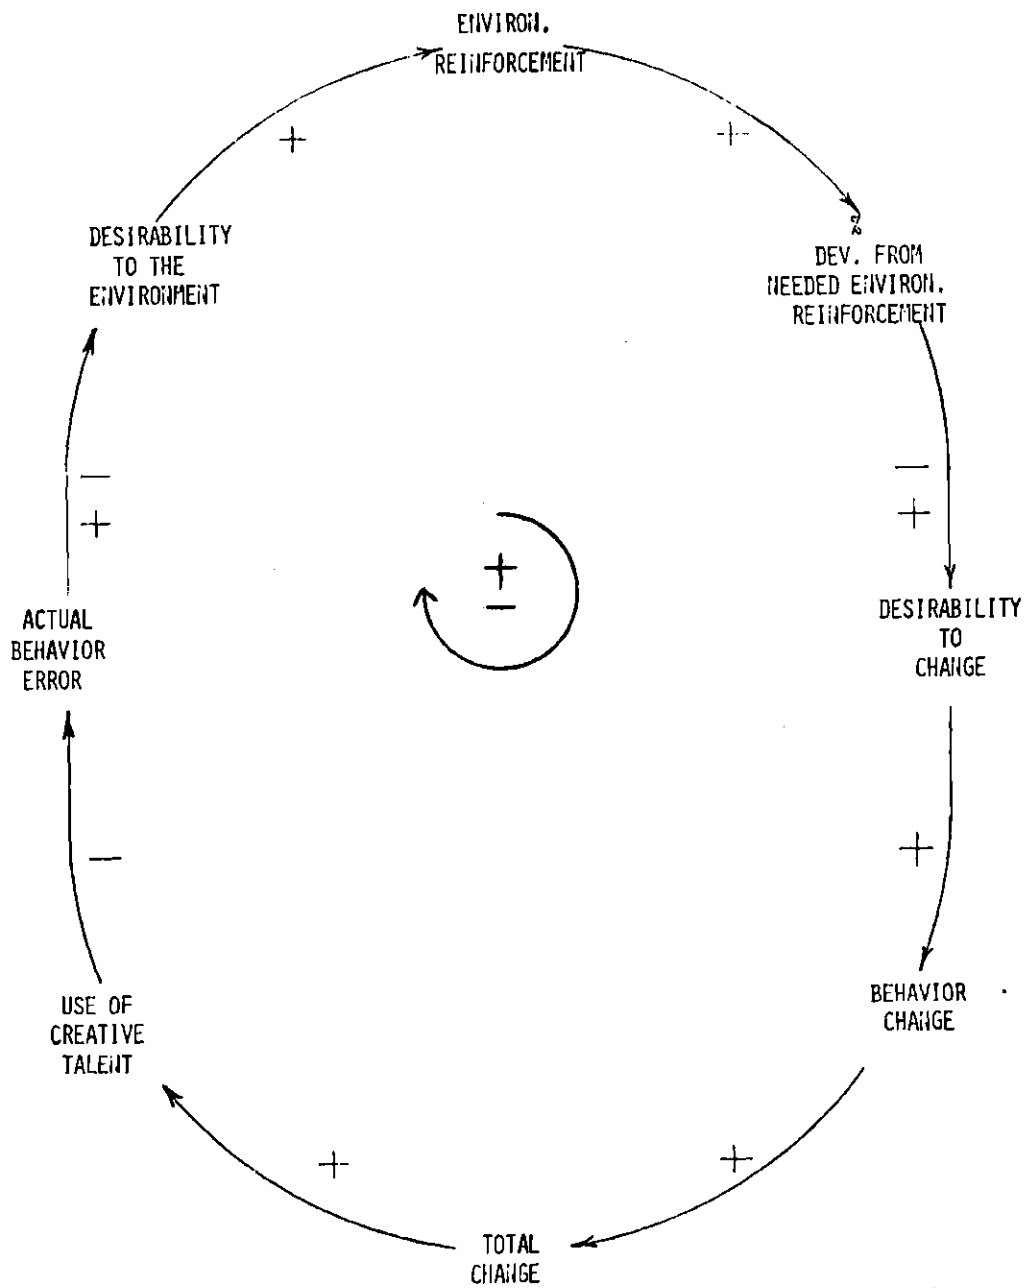 ENVIRON.
REINFORCEMENT
+
+
DESIRABILITY
TO THE
ENVIRONMENT
DEV. FROM
NEEDED ENVIRON.
REINFORCEMENT
−
+
−
+
+
−
ACTUAL
BEHAVIOR
ERROR
DESIRABILITY
TO
CHANGE
−
+
USE OF
CREATIVE
TALENT
BEHAVIOR
CHANGE
+
+
TOTAL
CHANGE